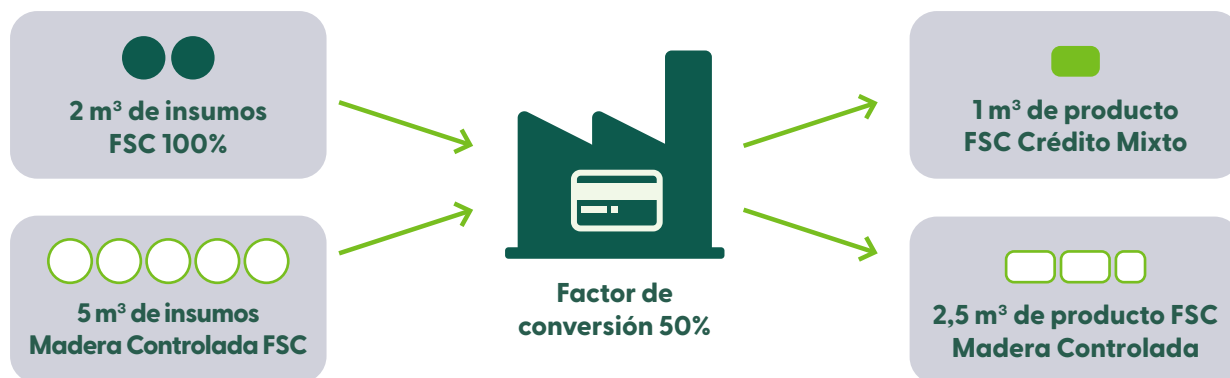 2 m³ de insumos
FSC 100%
5 m³ de insumos
Madera Controlada FSC
Factor de
conversión 50%
1 m³ de producto
FSC Crédito Mixto
2,5 m³ de producto FSC
Madera Controlada